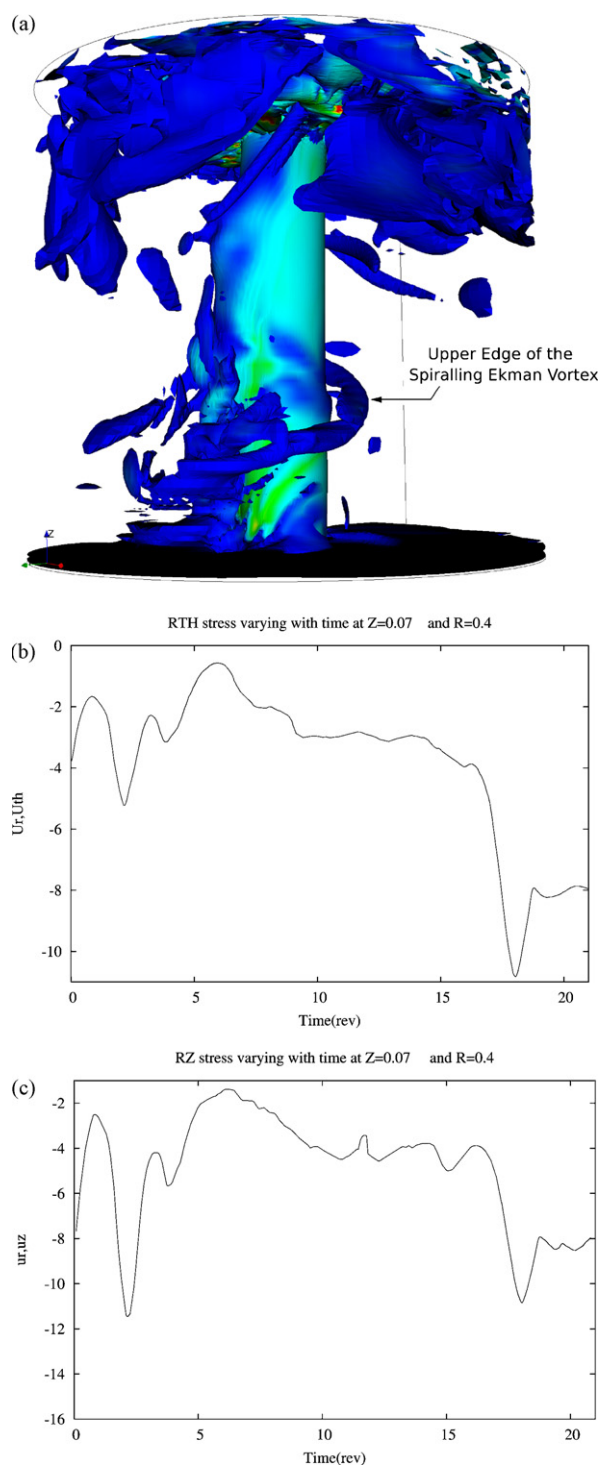 (a)
Upper Edge of the
Spiralling Ekman Vortex
Z
RTH stress varying with time at Z=0.07 and R=0.4
(b)
0
-2
-4
-6
-8
-10
Ur,Uth
0 5 10 15 20
Time(rev)
RZ stress varying with time at Z=0.07 and R=0.4
(c)
-2
-4
-6
-8
-10
-12
-14
-16
ur,uz
0 5 10 15 20
Time(rev)